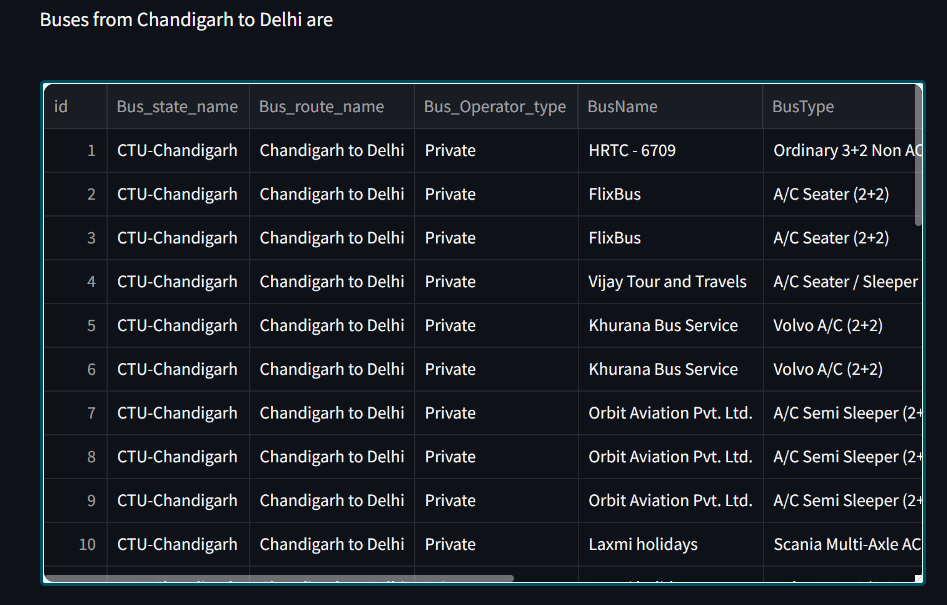 Buses from Chandigarh to Delhi are
id Bus_state_name Bus_route_name Bus_Operator_type BusName BusType
1 CTU-Chandigarh Chandigarh to Delhi Private HRTC - 6709 Ordinary 3+2 Non AC
2 CTU-Chandigarh Chandigarh to Delhi Private FlixBus A/C Seater (2+2)
3 CTU-Chandigarh Chandigarh to Delhi Private FlixBus A/C Seater (2+2)
4 CTU-Chandigarh Chandigarh to Delhi Private Vijay Tour and Travels A/C Seater / Sleeper
5 CTU-Chandigarh Chandigarh to Delhi Private Khurana Bus Service Volvo A/C (2+2)
6 CTU-Chandigarh Chandigarh to Delhi Private Khurana Bus Service Volvo A/C (2+2)
7 CTU-Chandigarh Chandigarh to Delhi Private Orbit Aviation Pvt. Ltd. A/C Semi Sleeper (2+
8 CTU-Chandigarh Chandigarh to Delhi Private Orbit Aviation Pvt. Ltd. A/C Semi Sleeper (2+
9 CTU-Chandigarh Chandigarh to Delhi Private Orbit Aviation Pvt. Ltd. A/C Semi Sleeper (2+
10 CTU-Chandigarh Chandigarh to Delhi Private Laxmi holidays Scania Multi-Axle AC